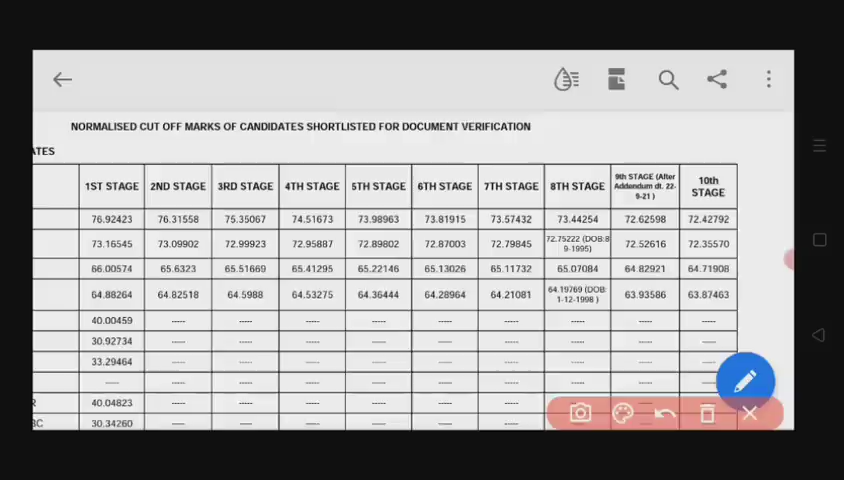 NORMALISED CUT OFF MARKS OF CANDIDATES SHORTLISTED FOR DOCUMENT VERIFICATION
ATES
1ST STAGE 2ND STAGE 3RD STAGE 4TH STAGE 5TH STAGE 6TH STAGE 7TH STAGE 8TH STAGE 9th STAGE (After Addendum dt. 22-9-21 ) 10th STAGE
76.92423 76.31558 75.35067 74.51673 73.98963 73.81915 73.57432 73.44254 72.62598 72.42792
73.16545 73.09902 72.99923 72.95887 72.89802 72.87003 72.79845 72.75222 (DOB:8 9-1995) 72.52616 72.35570
66.00574 65.6323 65.51669 65.41295 65.22146 65.13026 65.11732 65.07084 64.82921 64.71908
64.88264 64.82518 64.5988 64.53275 64.36444 64.28964 64.21081 64.19769 (DOB: 1-12-1998 ) 63.93586 63.87463
40.00459 ----- ----- ----- ----- ----- ----- ----- ----- -----
30.92734 ----- ----- ----- ----- ----- ----- ----- ----- -----
33.29464 ----- ----- ----- ----- ----- ----- ----- ----- -----
----- ----- ----- ----- ----- ----- ----- ----- ----- -----
R 40.04823 ----- ----- ----- ----- ----- ----- ----- ----- -----
BC 30.34260 ----- ----- ----- ----- ----- ----- -----